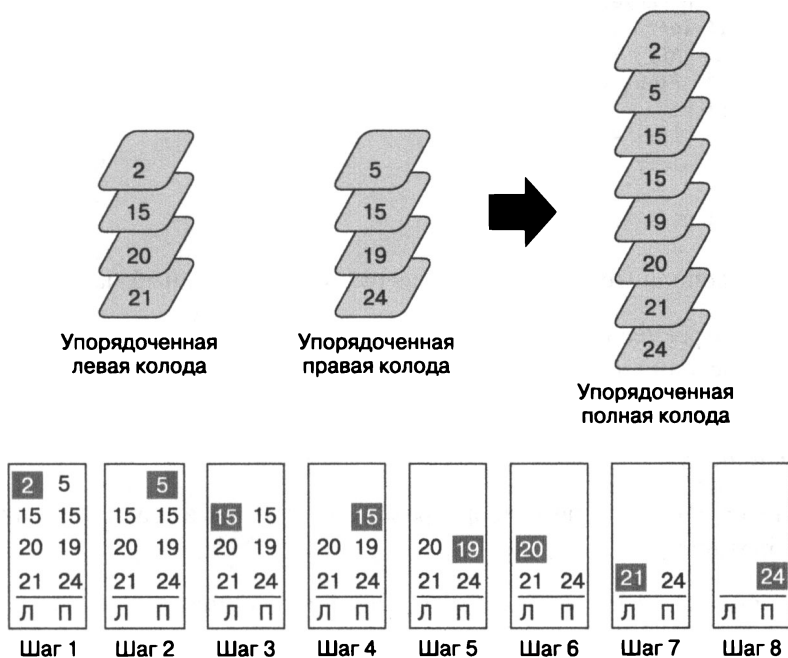 2
15
20
21
Упорядоченная
левая колода
5
15
19
24
Упорядоченная
правая колода
2
5
15
15
19
20
21
24
Упорядоченная
полная колода
2 5
15 15
20 19
21 24
Л П
Шаг 1
5
15 15
20 19
21 24
Л П
Шаг 2
15 15
20 19
21 24
Л П
Шаг 3
15
20 19
21 24
Л П
Шаг 4
20 19
21 24
Л П
Шаг 5
20
21 24
Л П
Шаг 6
21 24
Л П
Шаг 7
24
Л П
Шаг 8